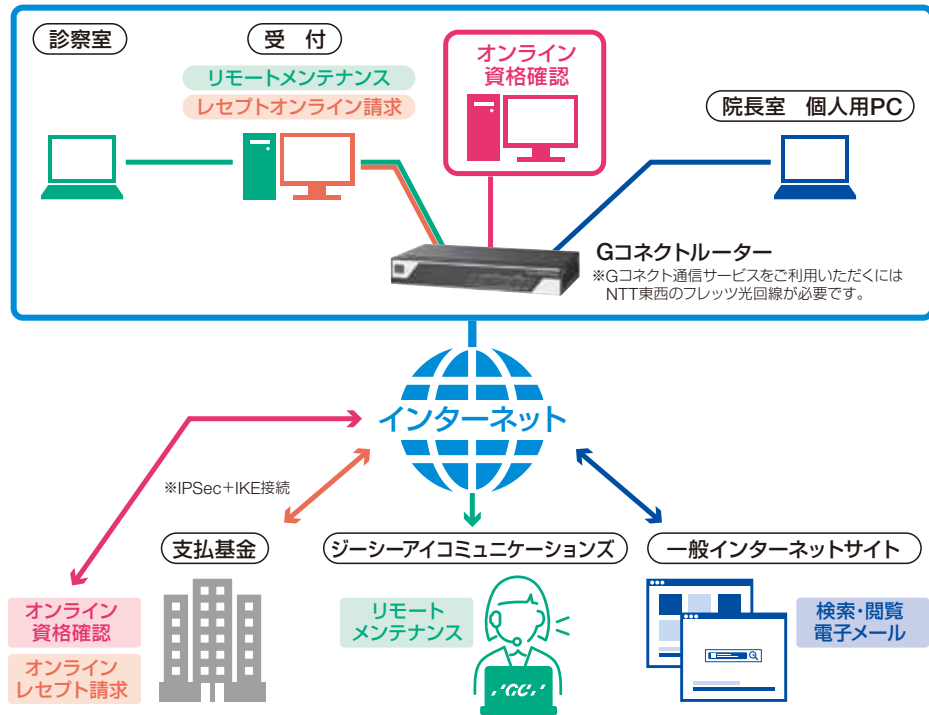 診察室
受 付
リモートメンテナンス
レセプトオンライン請求
オンライン
資格確認
院長室 個人用PC
Gコネクトルーター
※Gコネクト通信サービスをご利用いただくには
NTT東西のフレッツ光回線が必要です。
インターネット
※IPSec+IKE接続
支払基金
ジーシーアイコミュニケーションズ
一般インターネットサイト
オンライン
資格確認
オンライン
レセプト請求
リモート
メンテナンス
'GC,'
検索・閲覧
電子メール